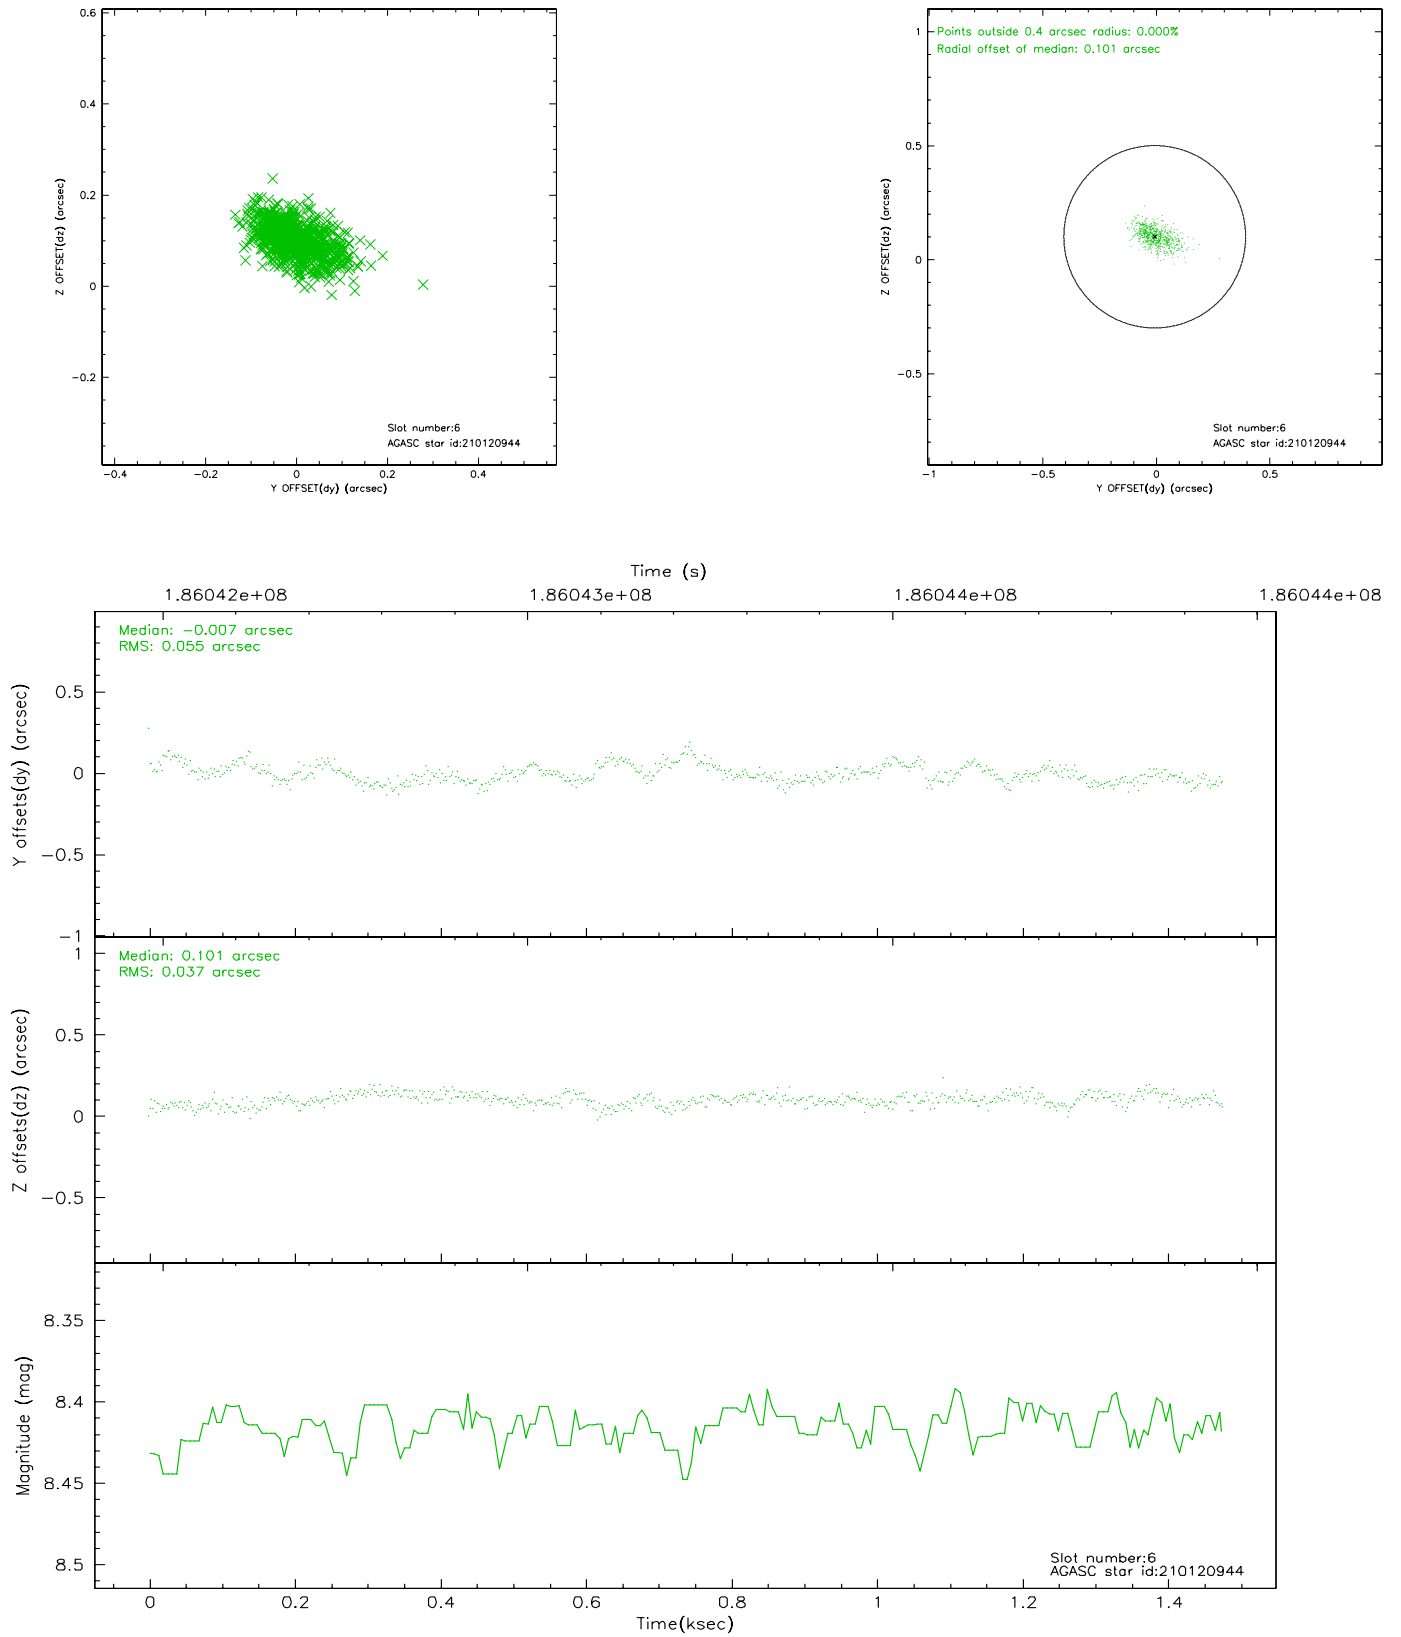 0.6
0.4
0.2
0
−0.2
−0.4
−0.2
0
0.2
0.4
Z OFFSET(dz) (arcsec)
Y OFFSET(dy) (arcsec)
Slot number:6
AGASC star id:210120944
Points outside 0.4 arcsec radius: 0.000%
Radial offset of median: 0.101 arcsec
1
0.5
0
−0.5
−1
−0.5
0
0.5
Z OFFSET(dz) (arcsec)
Y OFFSET(dy) (arcsec)
Slot number:6
AGASC star id:210120944
Time (s)
1.86042e+08 1.86043e+08 1.86044e+08 1.86044e+08
Median: −0.007 arcsec
RMS: 0.055 arcsec
0.5
0
−0.5
−1
Y offsets(dy) (arcsec)
Median: 0.101 arcsec
RMS: 0.037 arcsec
1
0.5
0
−0.5
Z offsets(dz) (arcsec)
8.35
8.4
8.45
8.5
Magnitude (mag)
Slot number:6
AGASC star id:210120944
0 0.2 0.4 0.6 0.8 1 1.2 1.4
Time(ksec)